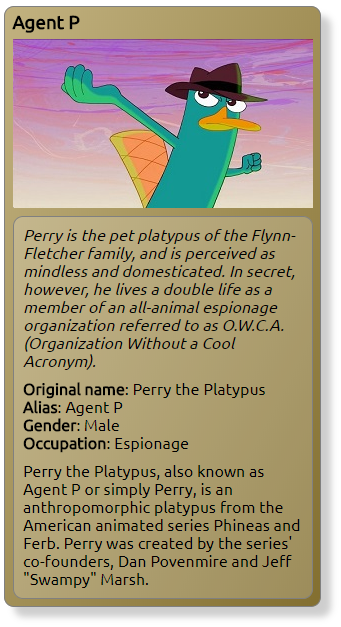 Agent P
Perry is the pet platypus of the Flynn-
Fletcher family, and is perceived as
mindless and domesticated. In secret,
however, he lives a double life as a
member of an all-animal espionage
organization referred to as O.W.C.A.
(Organization Without a Cool
Acronym).
Original name: Perry the Platypus
Alias: Agent P
Gender: Male
Occupation: Espionage
Perry the Platypus, also known as
Agent P or simply Perry, is an
anthropomorphic platypus from the
American animated series Phineas and
Ferb. Perry was created by the series'
co-founders, Dan Povenmire and Jeff
"Swampy" Marsh.